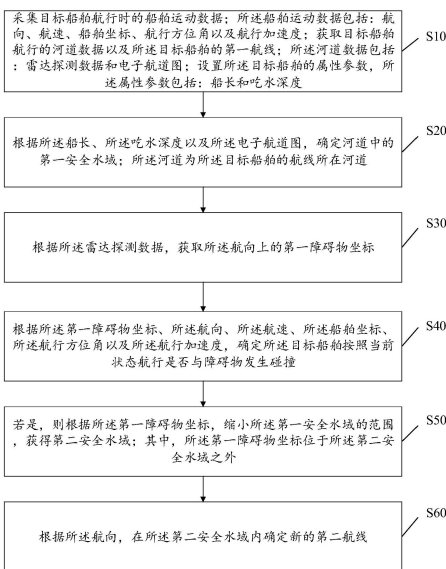 采集目标船舶航行时的船舶运动数据；所述船舶运动数据包括：航
向、航速、船舶坐标、航行方位角以及航行加速度；获取目标船舶
航行的河道数据以及所述目标船舶的第一航线；所述河道数据包括
：雷达探测数据和电子航道图；设置所述目标船舶的属性参数，所
述属性参数包括：船长和吃水深度
S10
根据所述船长、所述吃水深度以及所述电子航道图，确定河道中的
第一安全水域；所述河道为所述目标船舶的航线所在河道
S20
根据所述雷达探测数据，获取所述航向上的第一障碍物坐标
S30
根据所述第一障碍物坐标、所述航向、所述航速、所述船舶坐标、
所述航行方位角以及所述航行加速度，确定所述目标船舶按照当前
状态航行是否与障碍物发生碰撞
S40
若是，则根据所述第一障碍物坐标，缩小所述第一安全水域的范围
，获得第二安全水域；其中，所述第一障碍物坐标位于所述第二安
全水域之外
S50
根据所述航向，在所述第二安全水域内确定新的第二航线
S60